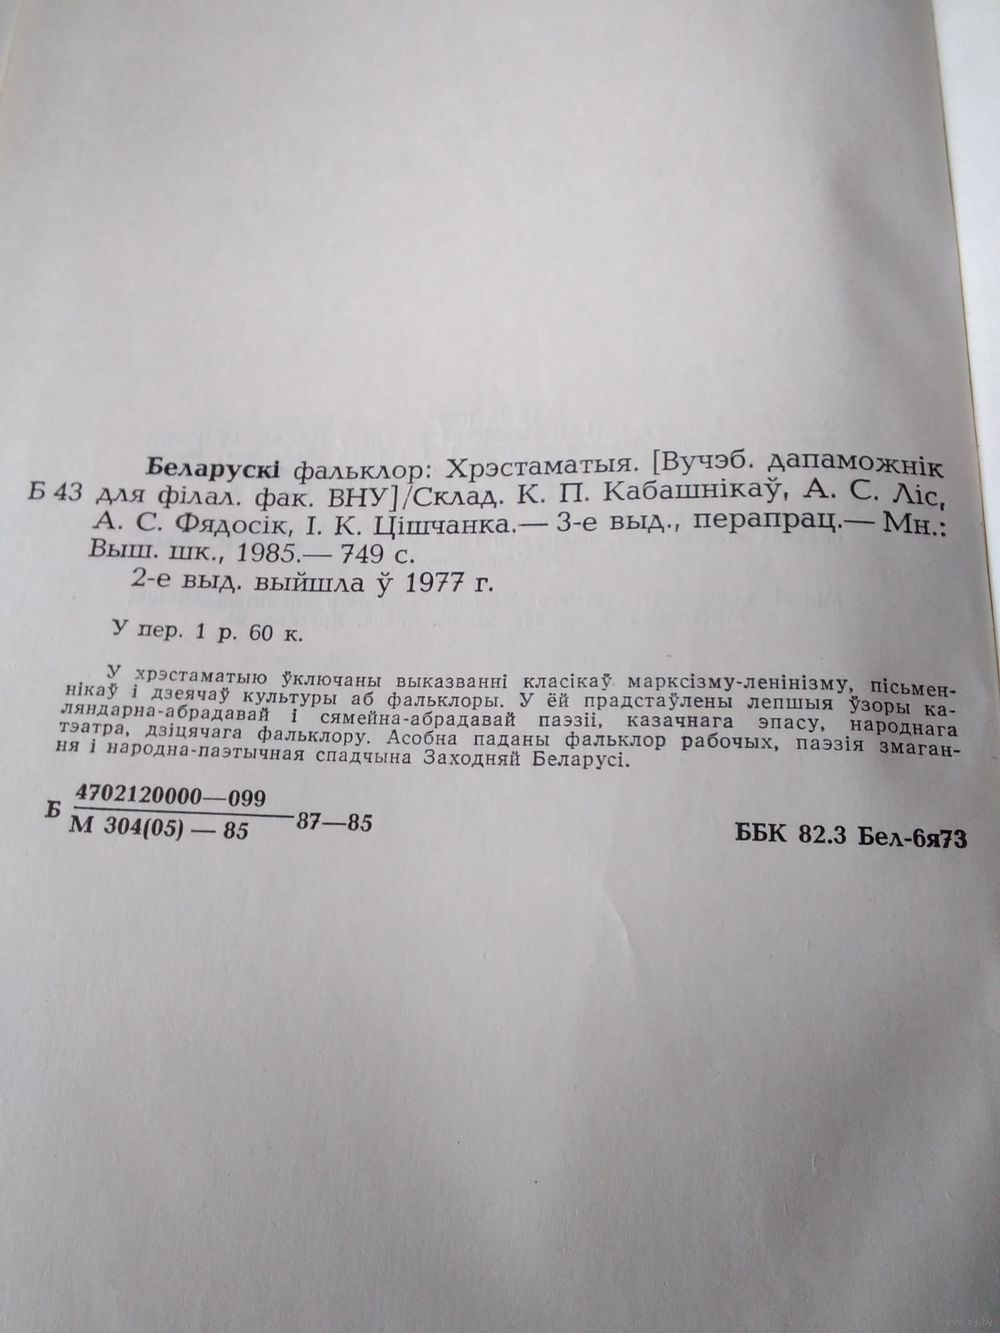 Беларускі фальклор: Хрэстаматыя. [Вучэб. дапаможнік
Б 43 для філал. фак. ВНУ]/Склад. К. П. Кабашнікаў, А. С. Ліс,
А. С. Фядосік, І. К. Цішчанка.— 3-е выд., перапрац.— Мн.:
Выш. шк., 1985.— 749 с.
2-е выд. выйшла ў 1977 г.
У пер. 1 р. 60 к.
У хрэстаматыю ўключаны выказванні класікаў марксізму-ленінізму, пісьмен-
нікаў і дзеячаў культуры аб фальклоры. У ёй прадстаўлены лепшыя ўзоры ка-
ляндарна-абрадавай і сямейна-абрадавай паэзіі, казачнага эпасу, народнага
тэатра, дзіцячага фальклору. Асобна паданы фальклор рабочых, паэзія змаган-
ня і народна-паэтычная спадчына Заходняй Беларусі.
4702120000—099
Б 87—85
М 304(05) — 85
ББК 82.3 Бел-6я73
www.ay.by